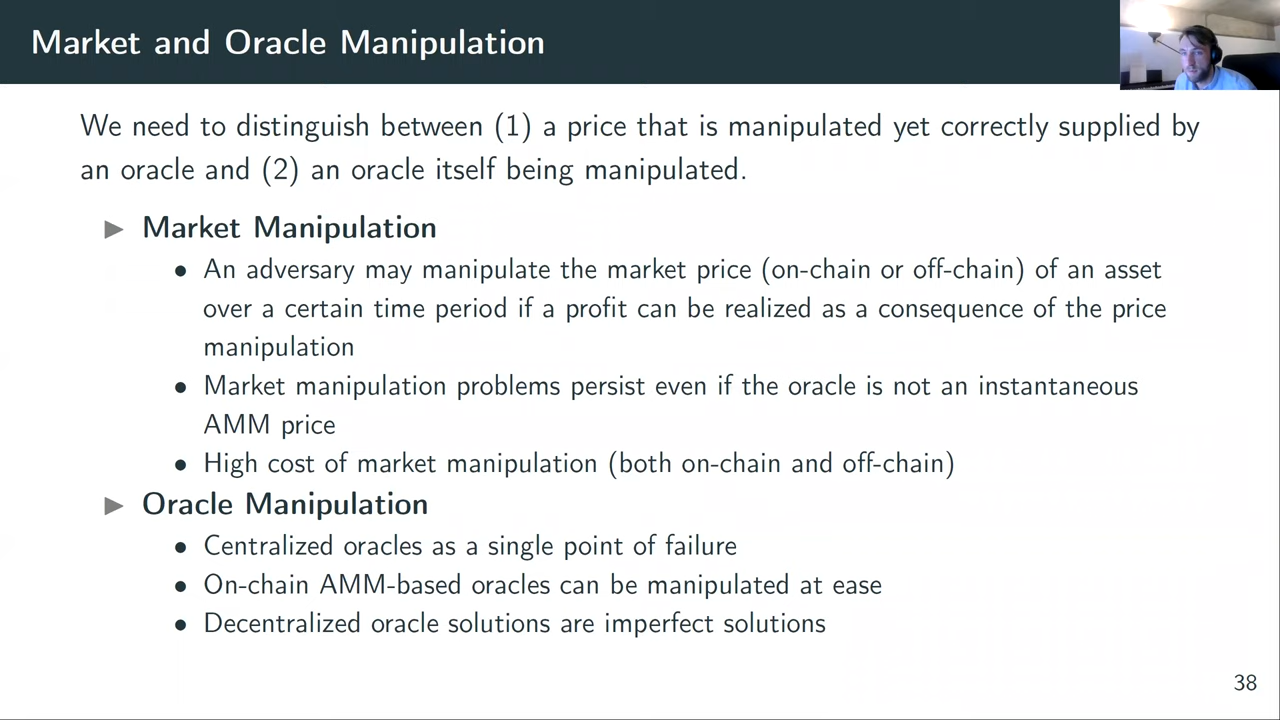 Market and Oracle Manipulation
We need to distinguish between (1) a price that is manipulated yet correctly supplied by
an oracle and (2) an oracle itself being manipulated.
▶ Market Manipulation
• An adversary may manipulate the market price (on-chain or off-chain) of an asset
over a certain time period if a profit can be realized as a consequence of the price
manipulation
• Market manipulation problems persist even if the oracle is not an instantaneous
AMM price
• High cost of market manipulation (both on-chain and off-chain)
▶ Oracle Manipulation
• Centralized oracles as a single point of failure
• On-chain AMM-based oracles can be manipulated at ease
• Decentralized oracle solutions are imperfect solutions
38